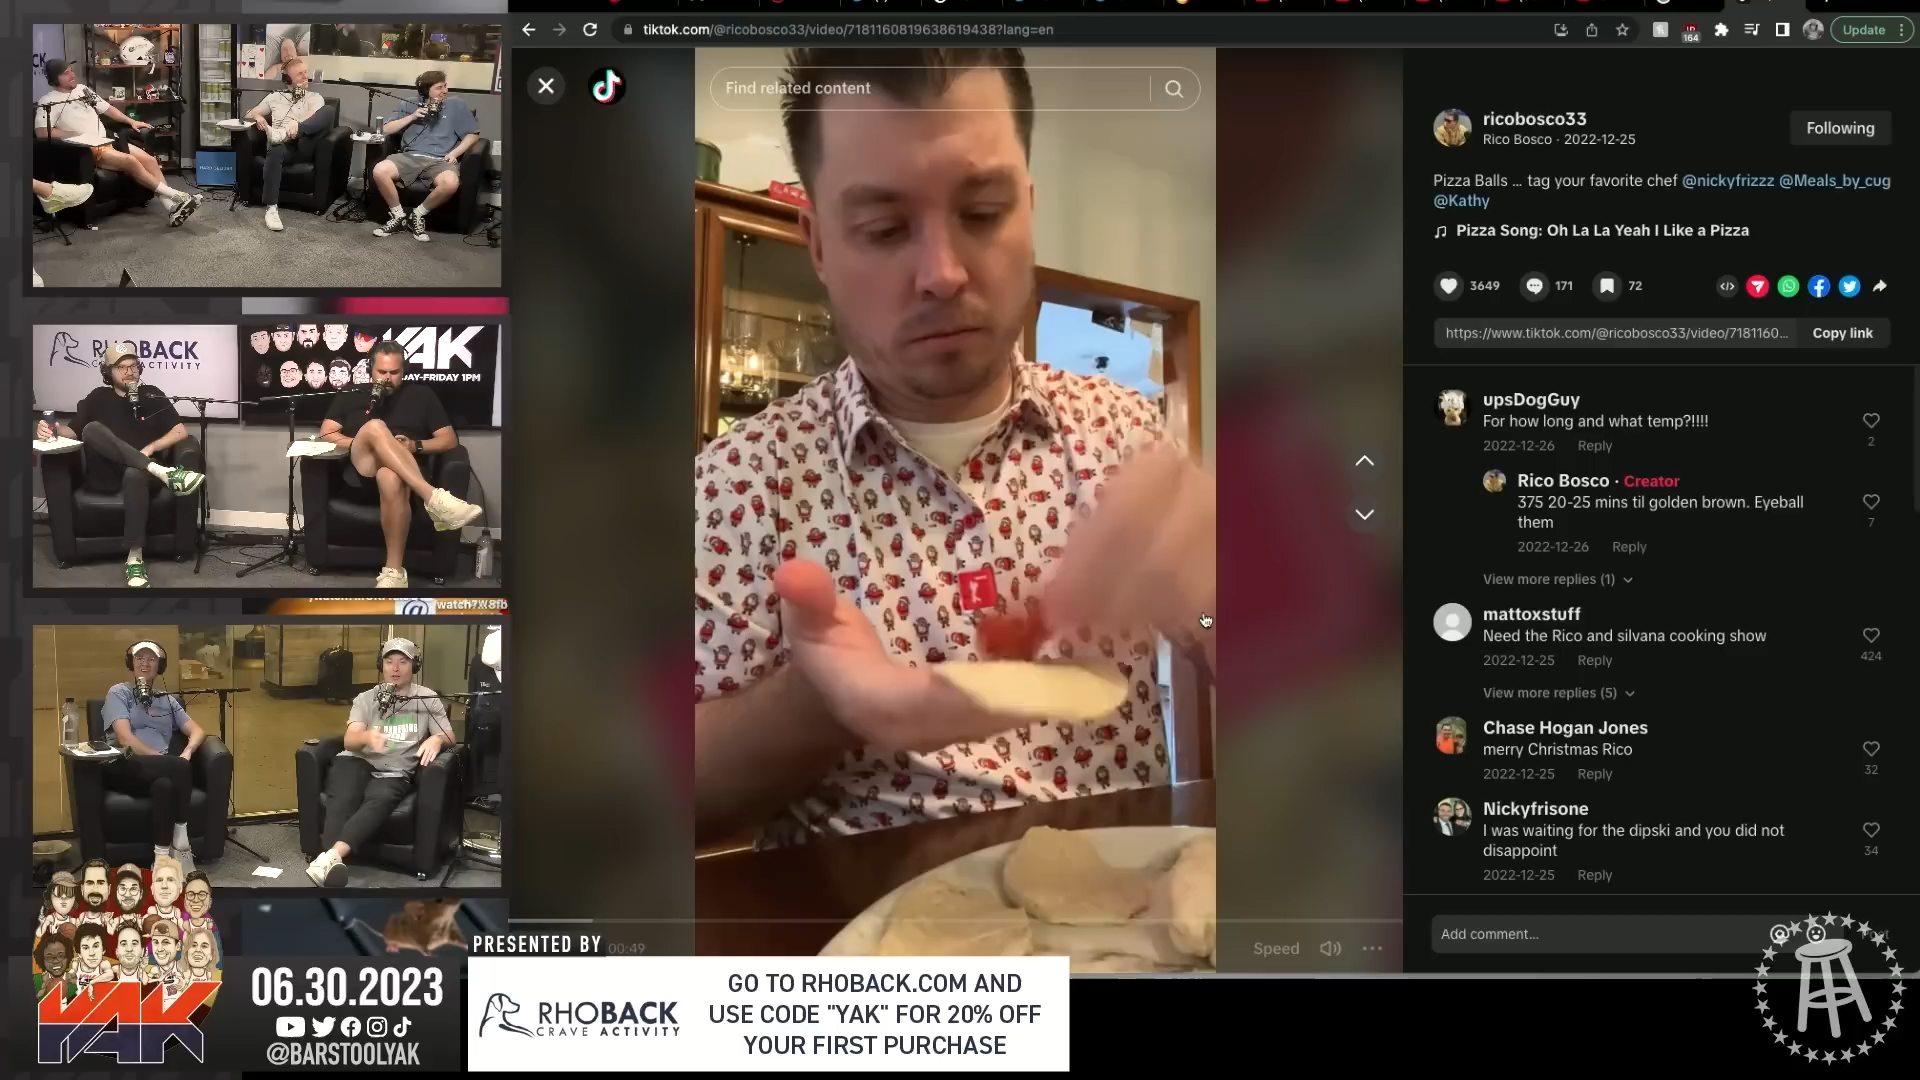 tiktok.com/@ricobosco33/video/7181160819638619438?lang=en
164
Update
Find related content
ricobosco33
Rico Bosco · 2022-12-25
Following
Pizza Balls ... tag your favorite chef @nickyfrizzz @Meals_by_cug
@Kathy
Pizza Song: Oh La La Yeah I Like a Pizza
3649
171
72
https://www.tiktok.com/@ricobosco33/video/7181160...
Copy link
upsDogGuy
For how long and what temp?!!!!
2022-12-26 Reply
2
Rico Bosco · Creator
375 20-25 mins til golden brown. Eyeball
them
7
2022-12-26 Reply
View more replies (1)
mattoxstuff
Need the Rico and silvana cooking show
2022-12-25 Reply
424
View more replies (5)
Chase Hogan Jones
merry Christmas Rico
2022-12-25 Reply
32
Nickyfrisone
I was waiting for the dipski and you did not
disappoint
34
2022-12-25 Reply
Add comment...
00:49
Speed
RHOBACK
ACTIVITY
YAK
AY-FRIDAY 1PM
YAK
06.30.2023
@BARSTOOLYAK
PRESENTED BY
RHOBACK
CRAVE ACTIVITY
GO TO RHOBACK.COM AND
USE CODE "YAK" FOR 20% OFF
YOUR FIRST PURCHASE